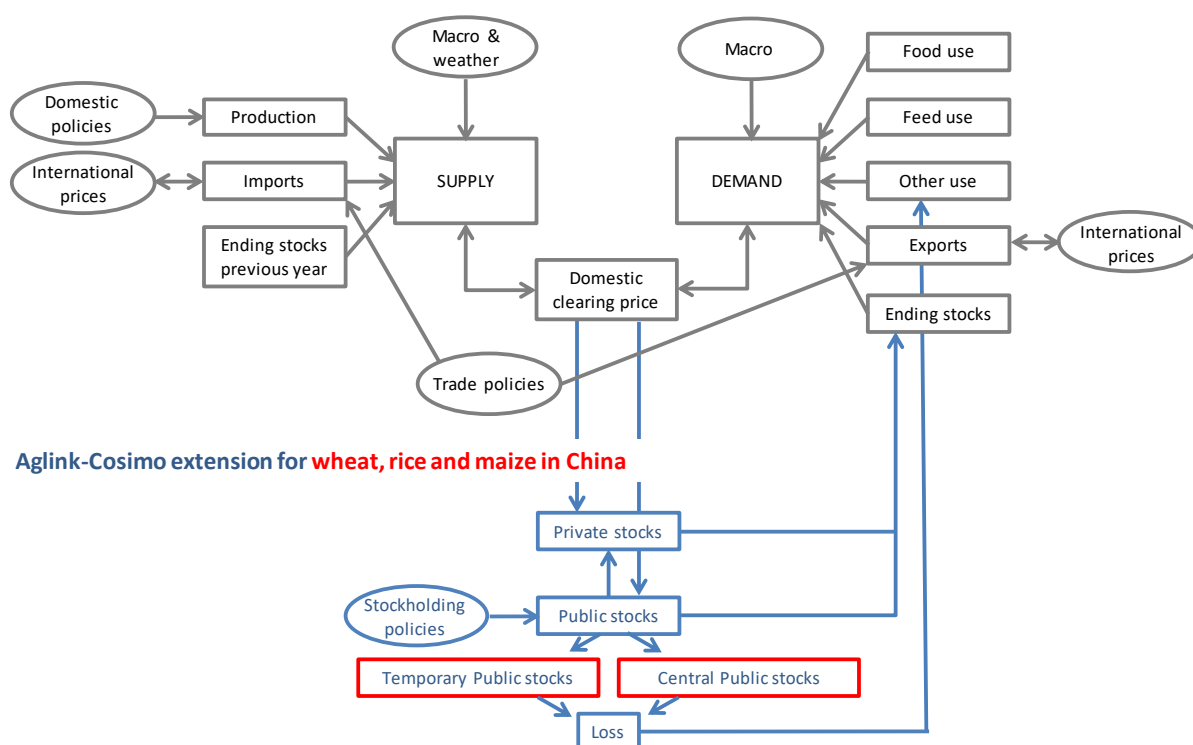 Macro &
weather
Macro
Food use
Domestic
policies
Production
Feed use
International
prices
Imports
SUPPLY
DEMAND
Other use
Ending stocks
previous year
Exports
International
prices
Domestic
clearing price
Ending stocks
Trade policies
Aglink-Cosimo extension for wheat, rice and maize in China
Private stocks
Stockholding
policies
Public stocks
Temporary Public stocks
Central Public stocks
Loss